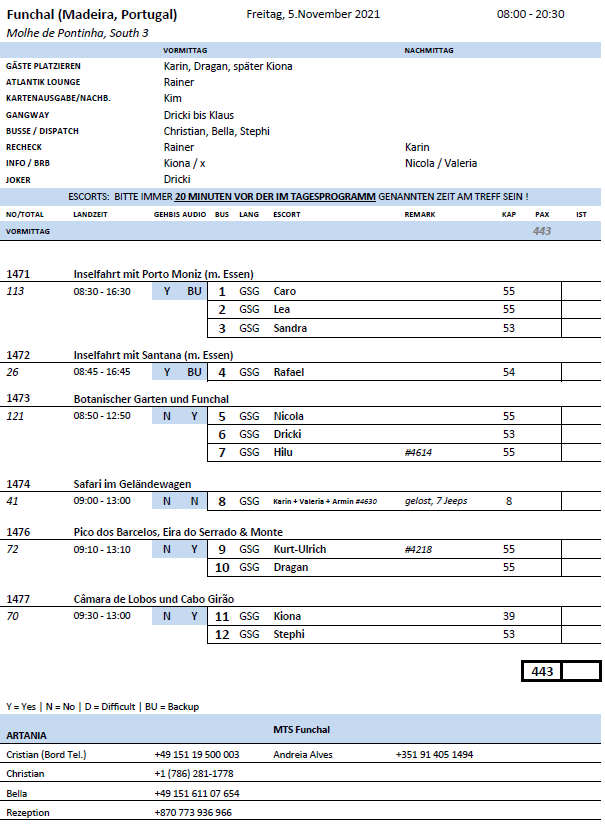 Funchal (Madeira, Portugal) Freitag, 5.November 2021 08:00 - 20:30
Molhe de Pontinha, South 3
VORMITTAG NACHMITTAG
GÄSTE PLATZIEREN Karin, Dragan, später Kiona
ATLANTIK LOUNGE Rainer
KARTENAUSGABE/NACHB. Kim
GANGWAY Dricki bis Klaus
BUSSE / DISPATCH Christian, Bella, Stephi
RECHECK Rainer Karin
INFO / BRB Kiona / x Nicola / Valeria
JOKER Dricki
ESCORTS: BITTE IMMER 20 MINUTEN VOR DER IM TAGESPROGRAMM GENANNTEN ZEIT AM TREFF SEIN !
NO/TOTAL LANDZEIT GEHBIS AUDIO BUS LANG ESCORT REMARK KAP PAX IST
VORMITTAG 443
1471 Inselfahrt mit Porto Moniz (m. Essen)
113 08:30 - 16:30 Y BU 1 GSG Caro 55
2 GSG Lea 55
3 GSG Sandra 53
1472 Inselfahrt mit Santana (m. Essen)
26 08:45 - 16:45 Y BU 4 GSG Rafael 54
1473 Botanischer Garten und Funchal
121 08:50 - 12:50 N Y 5 GSG Nicola 55
6 GSG Dricki 53
7 GSG Hilu #4614 55
1474 Safari im Geländewagen
41 09:00 - 13:00 N N 8 GSG Karin + Valeria + Armin #4630 gelost, 7 Jeeps 8
1476 Pico dos Barcelos, Eira do Serrado & Monte
72 09:10 - 13:10 N Y 9 GSG Kurt-Ulrich #4218 55
10 GSG Dragan 55
1477 Câmara de Lobos und Cabo Girão
70 09:30 - 13:00 N Y 11 GSG Kiona 39
12 GSG Stephi 53
443
Y = Yes | N = No | D = Difficult | BU = Backup
ARTANIA MTS Funchal
Cristian (Bord Tel.) +49 151 19 500 003 Andreia Alves +351 91 405 1494
Christian +1 (786) 281-1778
Bella +49 151 611 07 654
Rezeption +870 773 936 966